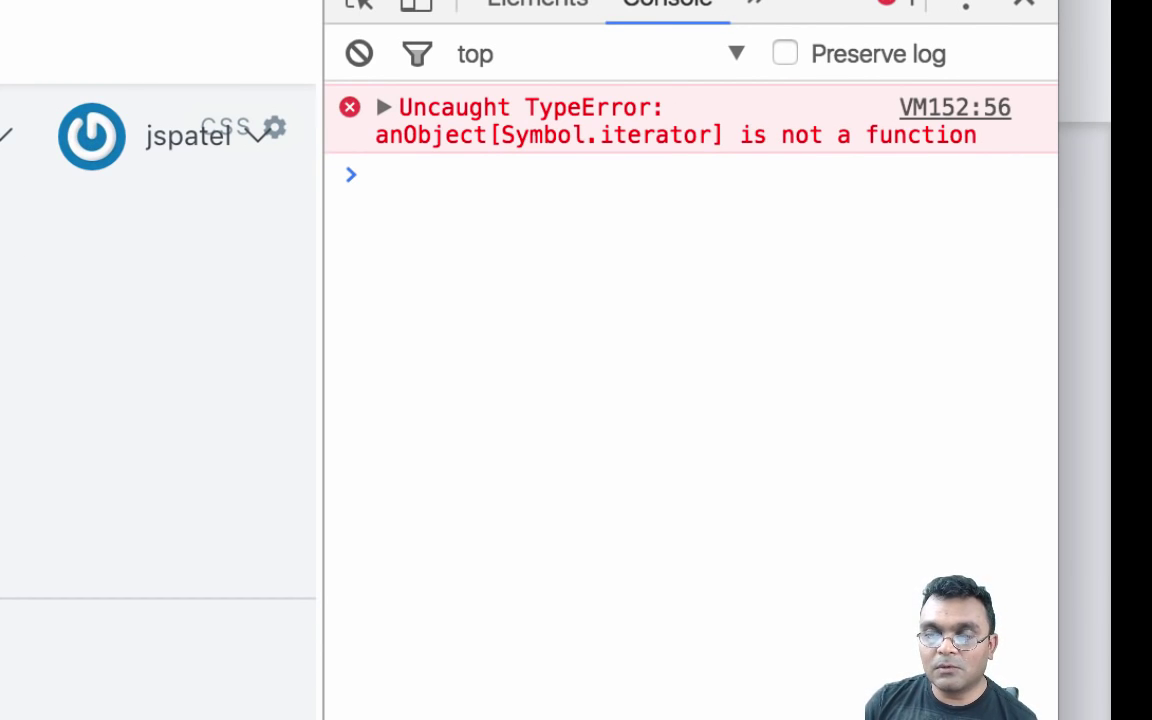 Elements Console »
top Preserve log
Uncaught TypeError: VM152:56
anObject[Symbol.iterator] is not a function
jspatel
CSS